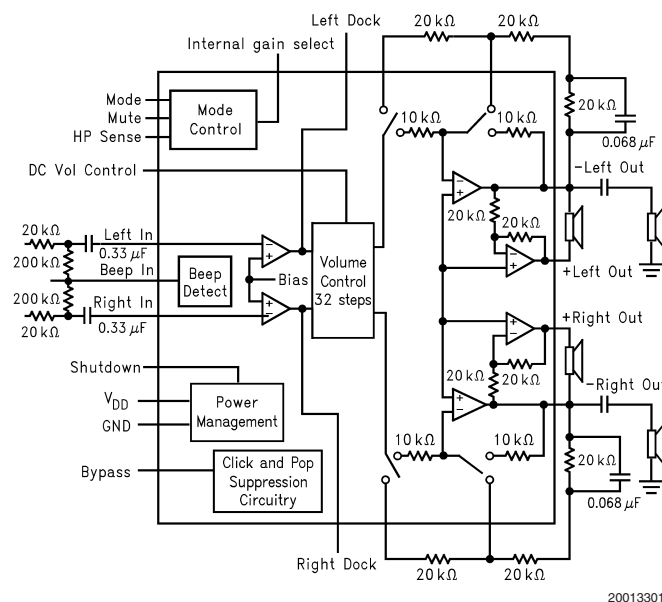 Left Dock
20 kΩ 20 kΩ
Internal gain select
Mode
Mute
HP Sense
Mode
Control
10 kΩ 10 kΩ
20 kΩ
0.068 μF
DC Vol Control
−Left Out
−
+
20 kΩ
20 kΩ
−
+
+Left Out
20 kΩ
Left In
0.33 μF
200 kΩ
Beep In
Beep
Detect
−
+
Bias
Volume
Control
32 steps
200 kΩ
Right In
20 kΩ
0.33 μF
+
−
+Right Out
+
−
20 kΩ
20 kΩ
−Right Out
+
−
Shutdown
VDD
GND
Power
Management
Bypass
Click and Pop
Suppression
Circuitry
10 kΩ 10 kΩ
20 kΩ
0.068 μF
Right Dock
20 kΩ 20 kΩ
20013301